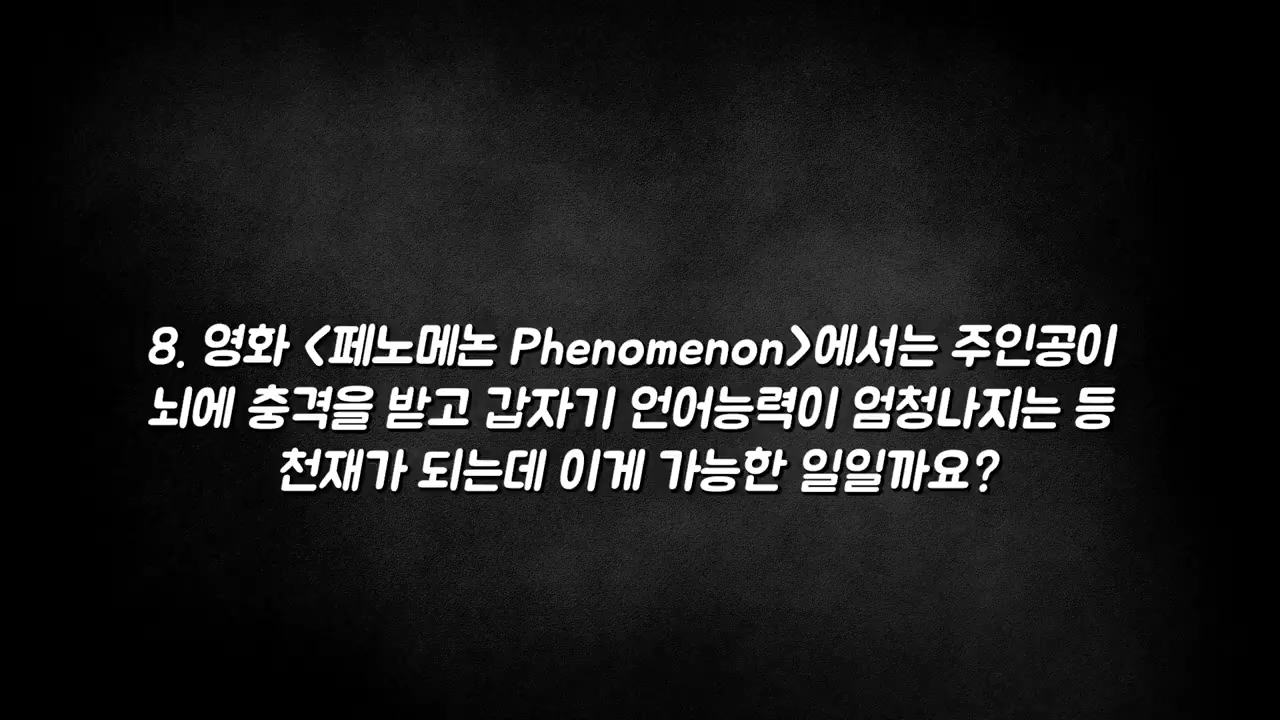 8. 영화 <페노메논 Phenomenon>에서는 주인공이
뇌에 충격을 받고 갑자기 언어능력이 엄청나지는 등
천재가 되는데 이게 가능한 일일까요?